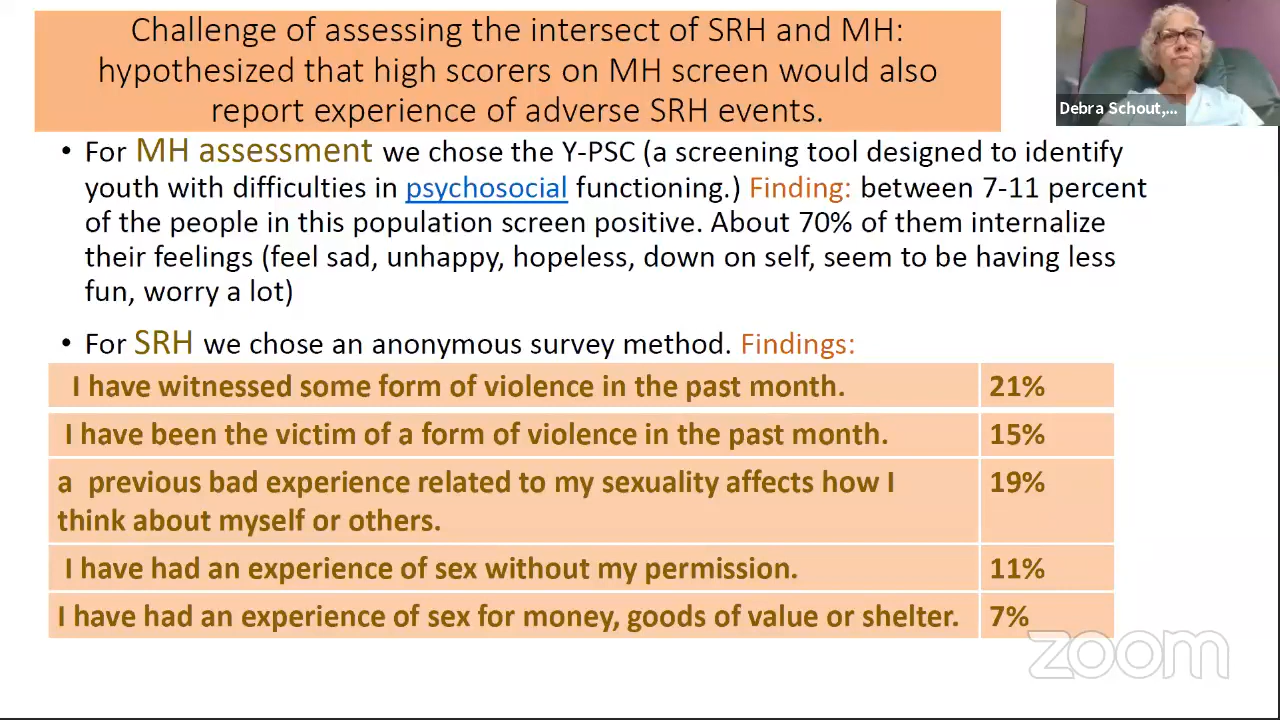 Challenge of assessing the intersect of SRH and MH:
hypothesized that high scorers on MH screen would also
report experience of adverse SRH events.
Debra Schout,...
• For MH assessment we chose the Y-PSC (a screening tool designed to identify
youth with difficulties in psychosocial functioning.) Finding: between 7-11 percent
of the people in this population screen positive. About 70% of them internalize
their feelings (feel sad, unhappy, hopeless, down on self, seem to be having less
fun, worry a lot)
• For SRH we chose an anonymous survey method. Findings:
I have witnessed some form of violence in the past month. 21%
I have been the victim of a form of violence in the past month. 15%
a previous bad experience related to my sexuality affects how I 19%
think about myself or others.
I have had an experience of sex without my permission. 11%
I have had an experience of sex for money, goods of value or shelter. 7%
zoom